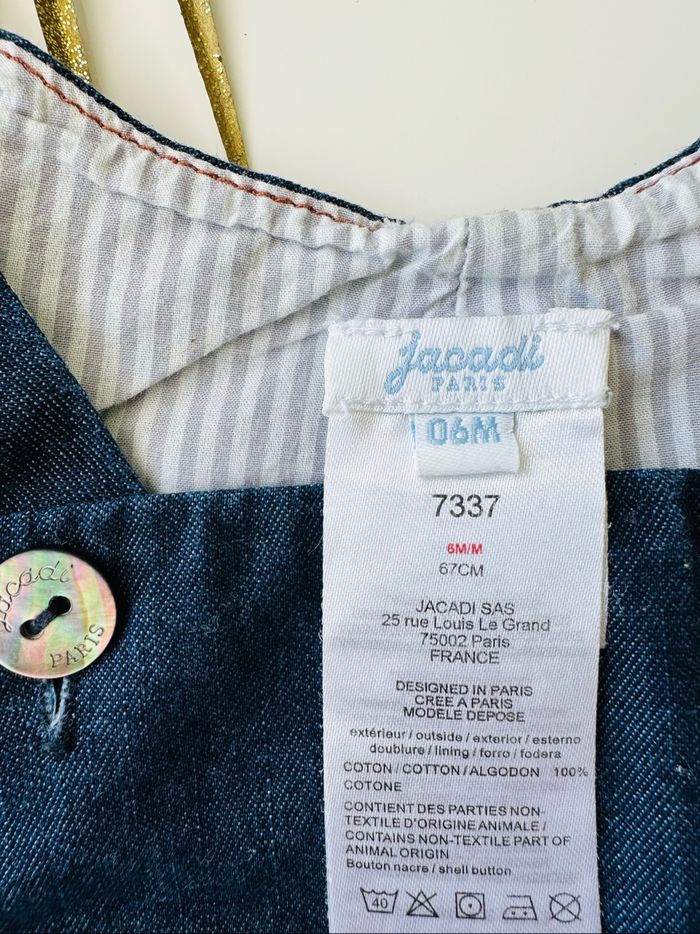 jacadi
PARIS
06M
7337
6M/M
67CM
JACADI SAS
25 rue Louis Le Grand
75002 Paris
FRANCE
DESIGNED IN PARIS
CREE A PARIS
MODELE DEPOSE
extérieur / outside / exterior / esterno
doublure / lining / forro / fodera
COTON / COTTON / ALGODON 100%
COTONE
CONTIENT DES PARTIES NON-
TEXTILE D'ORIGINE ANIMALE /
CONTAINS NON-TEXTILE PART OF
ANIMAL ORIGIN
Bouton nacre / shell button
40
Jacadi
PARIS